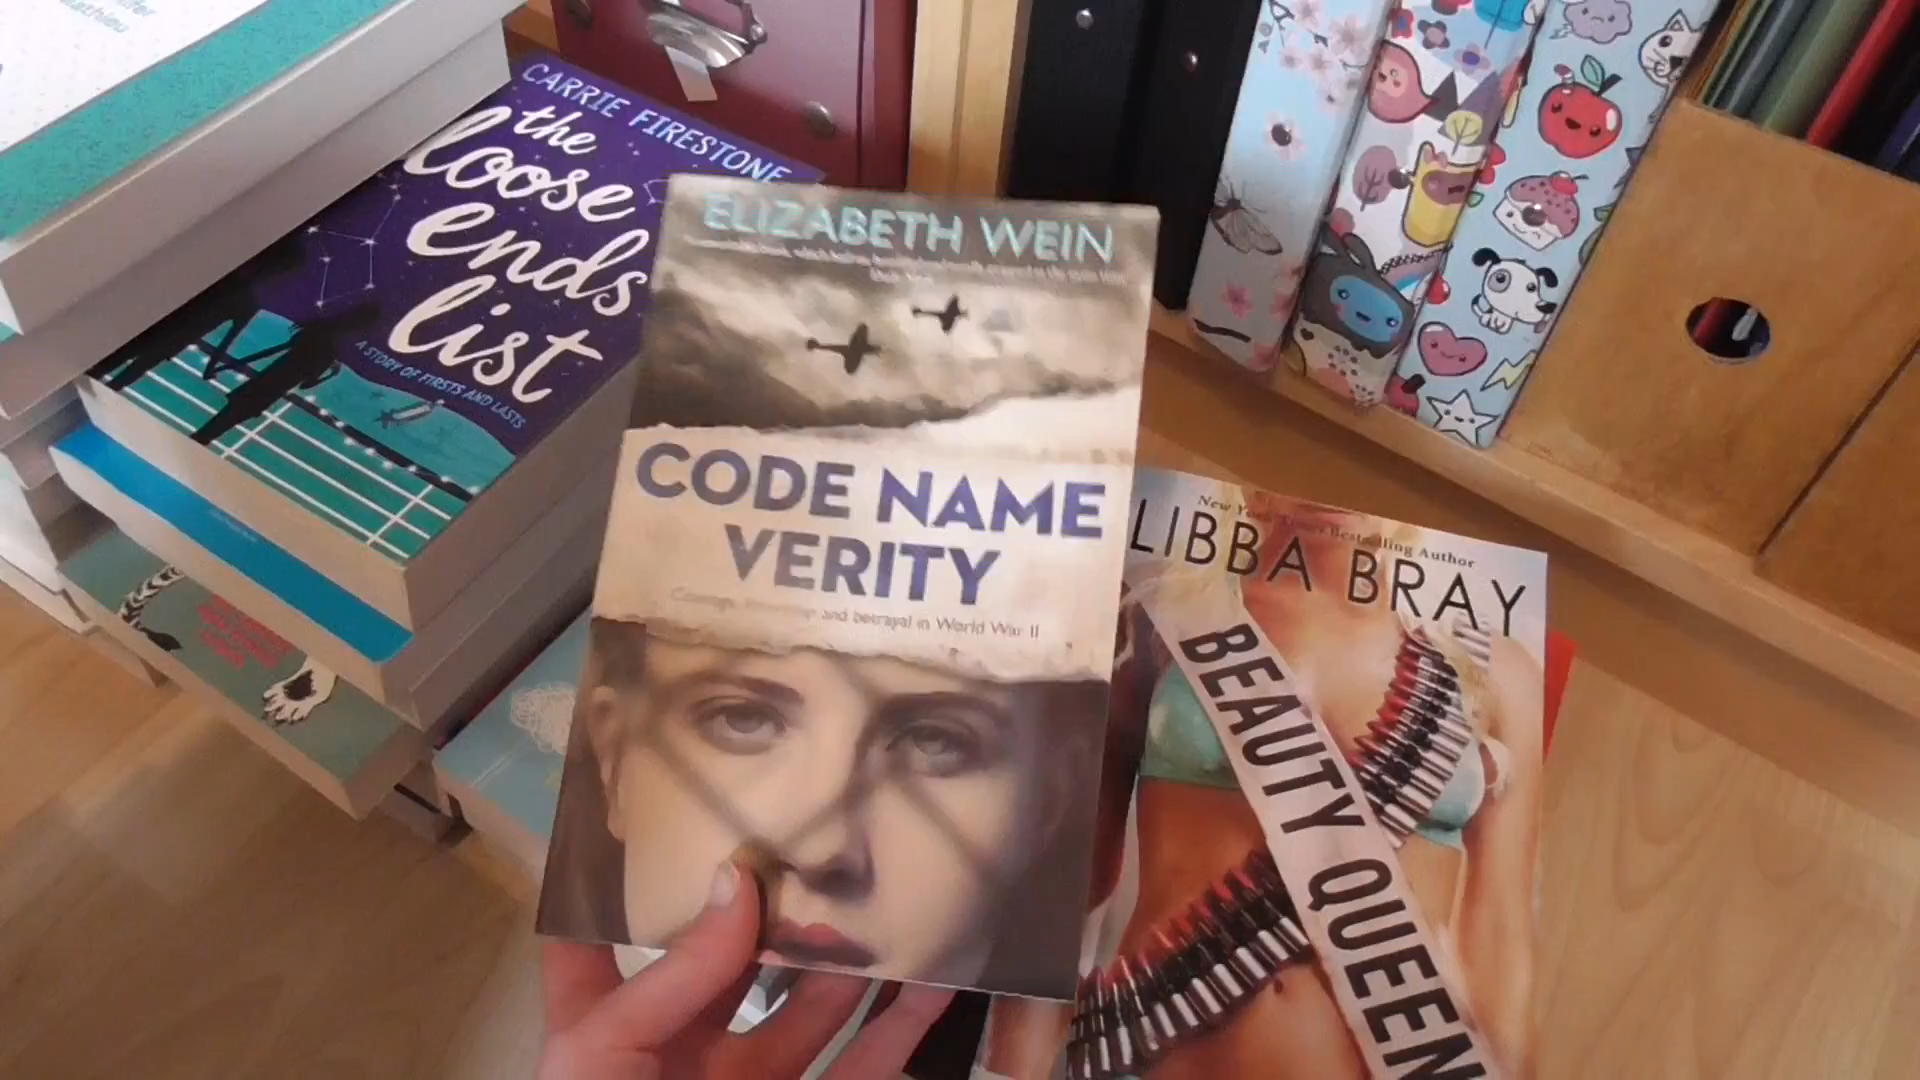 CARRIE FIRESTONE
the
loose
ends
list
A STORY OF FIRSTS AND LASTS
ELIZABETH WEIN
CODE NAME
VERITY
and betrayal in World War II
New York Times Bestselling Author
LIBBA BRAY
BEAUTY QUEEN